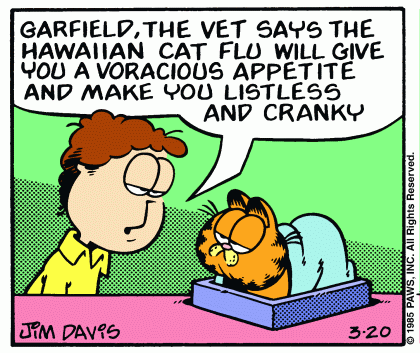 GARFIELD, THE VET SAYS THE
HAWAIIAN CAT FLU WILL GIVE
YOU A VORACIOUS APPETITE
AND MAKE YOU LISTLESS
AND CRANKY
JIM DAVIS
3-20
© 1985 PAWS, INC. All Rights Reserved.